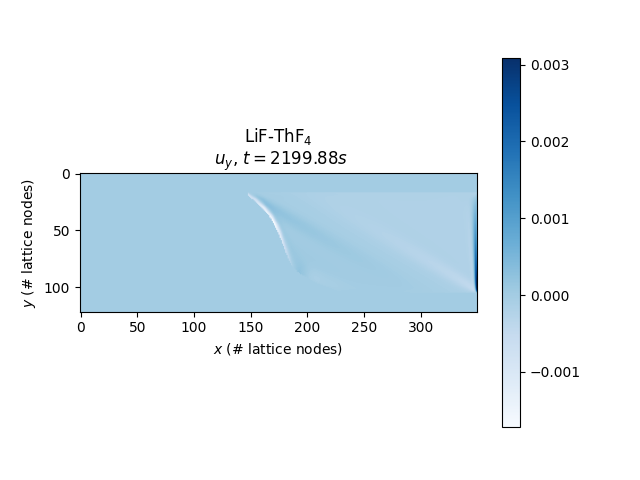 LiF-ThF₄
u_y, t = 2199.88s
0
50
100
y (# lattice nodes)
0 50 100 150 200 250 300
x (# lattice nodes)
0.003
0.002
0.001
0.000
−0.001